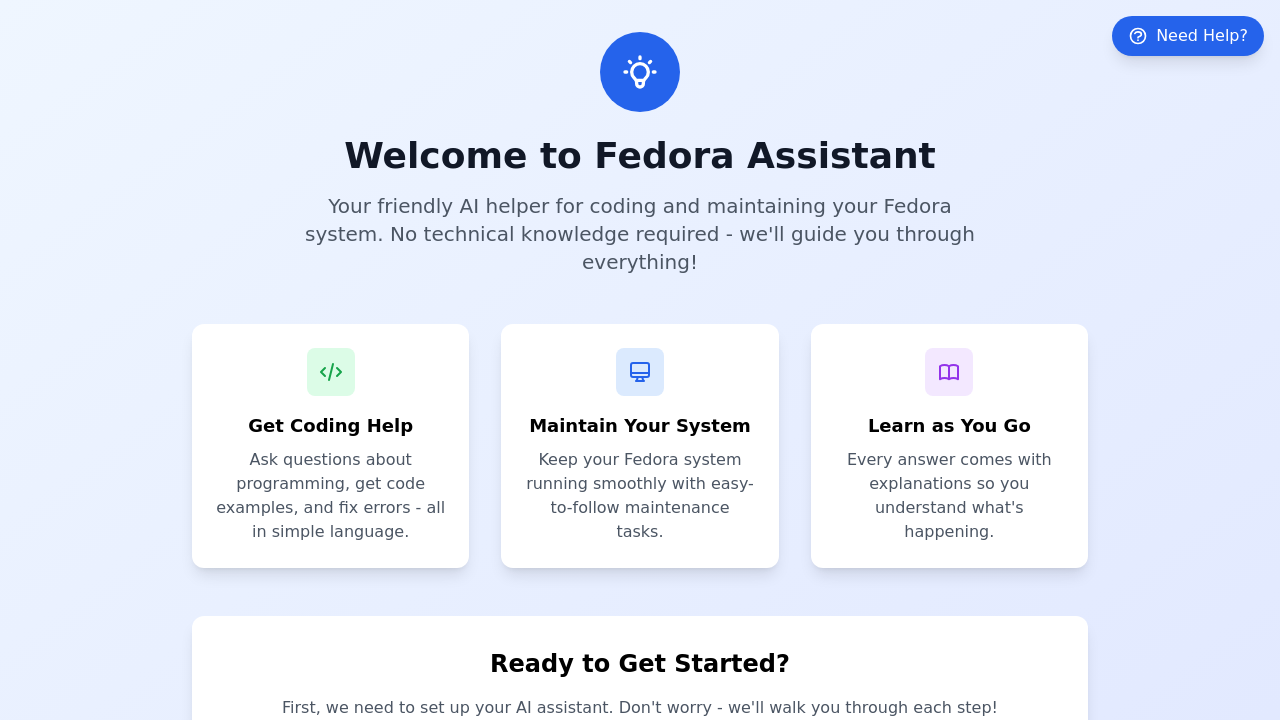 Need Help?
Welcome to Fedora Assistant
Your friendly AI helper for coding and maintaining your Fedora
system. No technical knowledge required - we'll guide you through
everything!
Get Coding Help
Ask questions about
programming, get code
examples, and fix errors - all
in simple language.
Maintain Your System
Keep your Fedora system
running smoothly with easy-
to-follow maintenance
tasks.
Learn as You Go
Every answer comes with
explanations so you
understand what's
happening.
Ready to Get Started?
First, we need to set up your AI assistant. Don't worry - we'll walk you through each step!